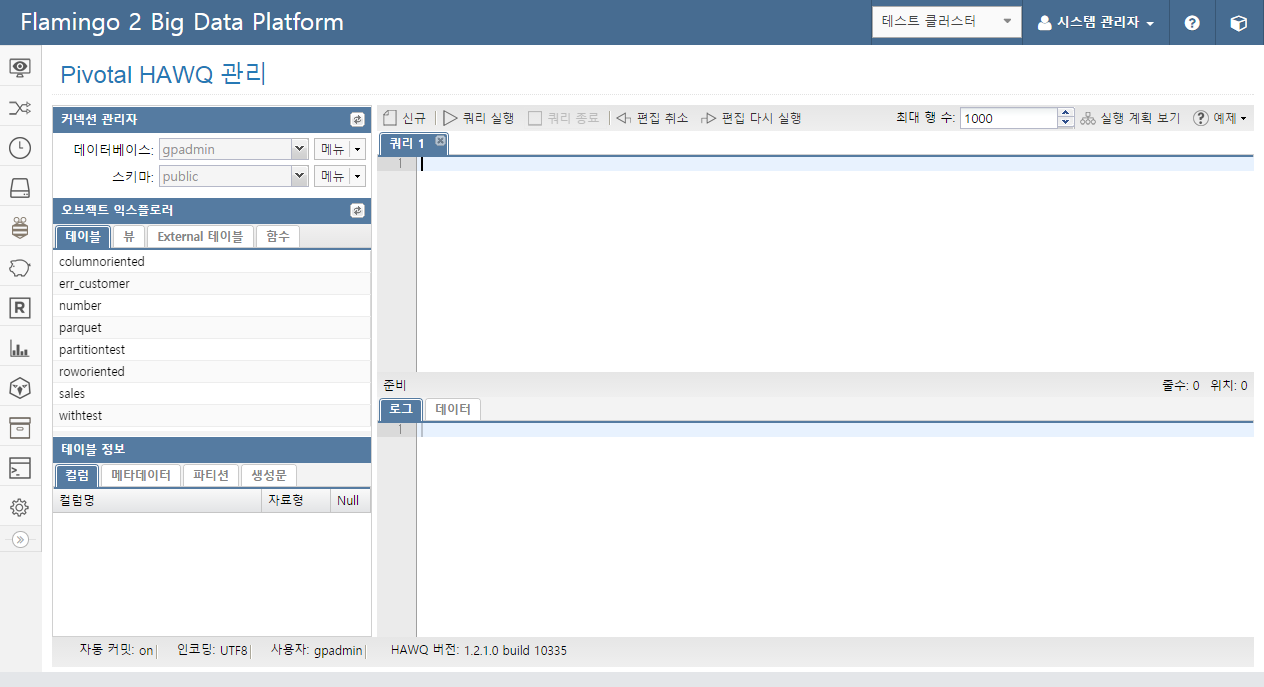 Flamingo 2 Big Data Platform
테스트 클러스터
시스템 관리자
Pivotal HAWQ 관리
커넥션 관리자
데이터베이스: gpadmin 메뉴
스키마: public 메뉴
오브젝트 익스플로러
테이블 뷰 External 테이블 함수
columnoriented
err_customer
number
parquet
partitiontest
roworiented
sales
withtest
테이블 정보
컬럼 메타데이터 파티션 생성문
컬럼명 자료형 Null
신규 쿼리 실행 쿼리 종료 편집 취소 편집 다시 실행 최대 행 수: 1000 실행 계획 보기 예제
쿼리 1
1
준비 줄수: 0 위치: 0
로그 데이터
1
자동 커밋: on 인코딩: UTF8 사용자: gpadmin HAWQ 버전: 1.2.1.0 build 10335